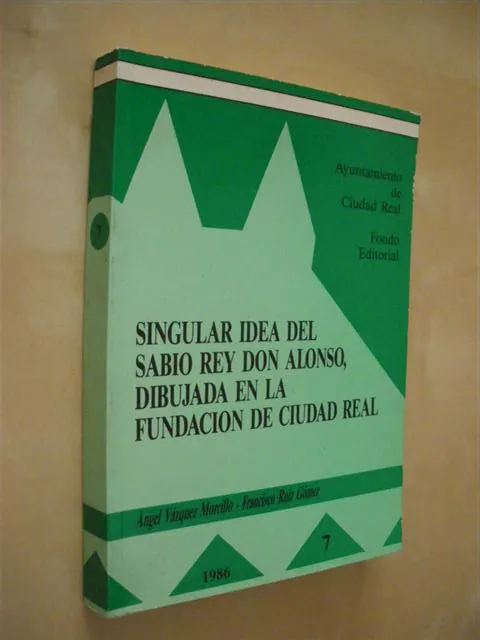 Ayuntamiento
de
Ciudad Real
Fondo
Editorial
7
SINGULAR IDEA DEL
SABIO REY DON ALONSO,
DIBUJADA EN LA
FUNDACION DE CIUDAD REAL
Angel Vázquez Morcillo - Francisco Ruiz Gómez
1986
7